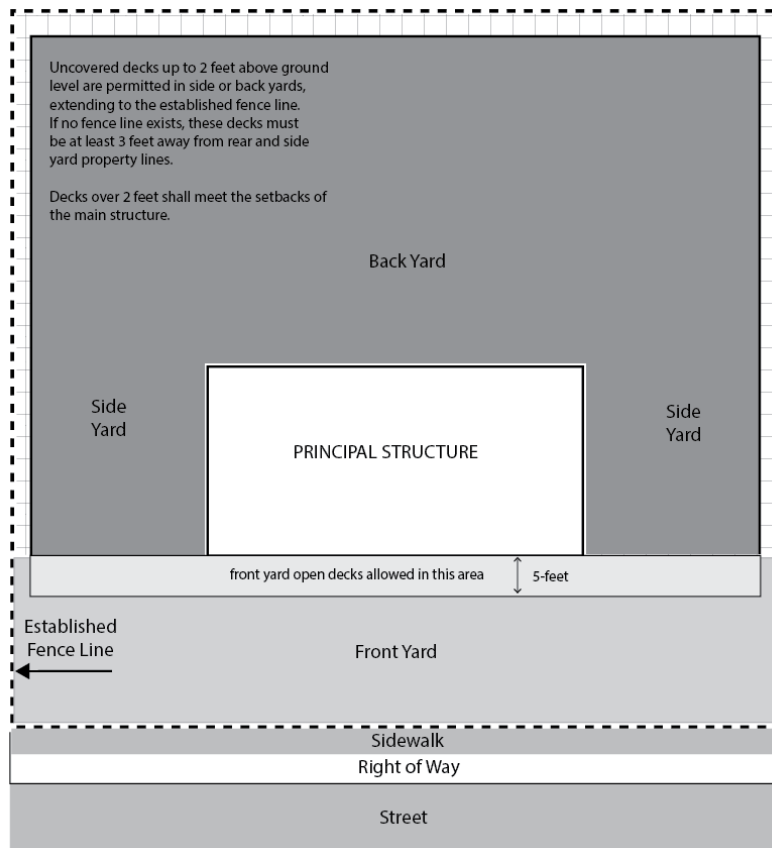 Uncovered decks up to 2 feet above ground
level are permitted in side or back yards,
extending to the established fence line.
If no fence line exists, these decks must
be at least 3 feet away from rear and side
yard property lines.
Decks over 2 feet shall meet the setbacks of
the main structure.
Back Yard
Side
Yard
PRINCIPAL STRUCTURE
Side
Yard
front yard open decks allowed in this area
5-feet
Established
Fence Line
Front Yard
Sidewalk
Right of Way
Street